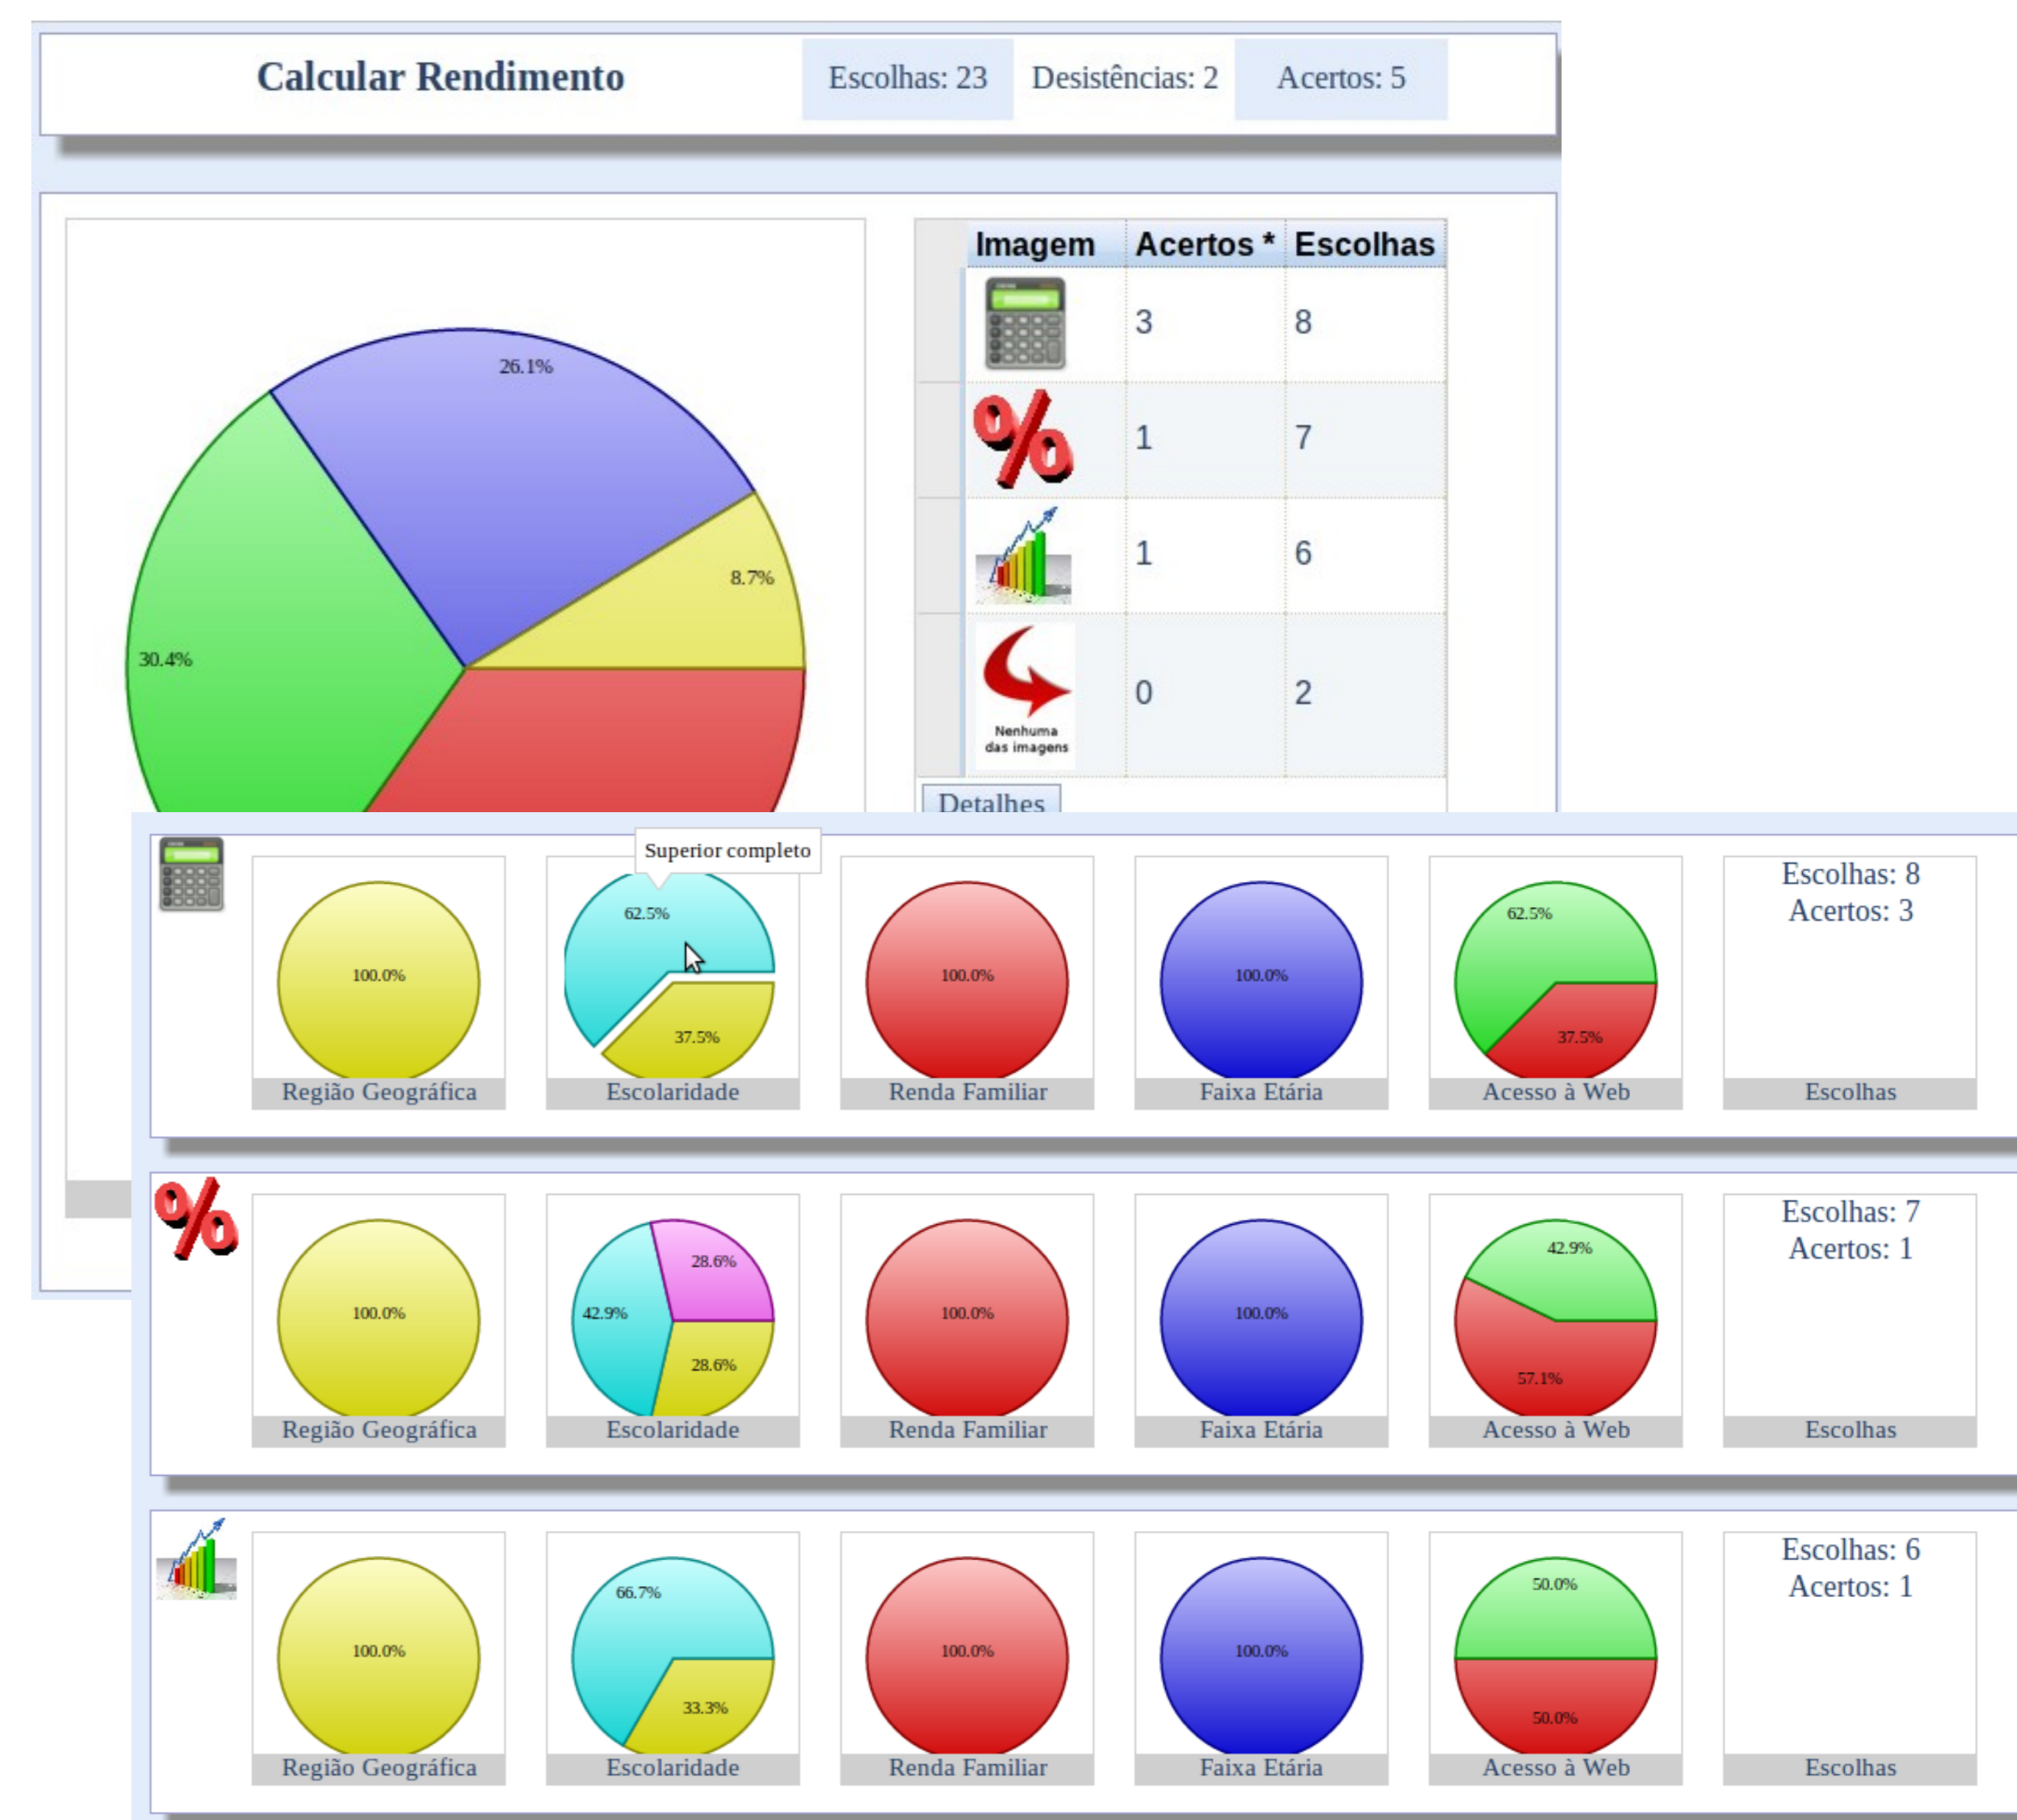 Calcular Rendimento Escolhas: 23 Desistências: 2 Acertos: 5
Imagem Acertos * Escolhas
3 8
26.1%
1 7
8.7%
1 6
30.4%
0 2
Nenhuma
das imagens
Detalhes
Superior completo
Escolhas: 8
Acertos: 3
62.5% 62.5%
100.0% 100.0% 100.0%
37.5% 37.5%
Região Geográfica Escolaridade Renda Familiar Faixa Etária Acesso à Web Escolhas
%
Escolhas: 7
Acertos: 1
28.6% 42.9%
100.0% 42.9% 100.0% 100.0%
28.6% 57.1%
Região Geográfica Escolaridade Renda Familiar Faixa Etária Acesso à Web Escolhas
Escolhas: 6
Acertos: 1
66.7% 50.0%
100.0% 100.0% 100.0%
33.3% 50.0%
Região Geográfica Escolaridade Renda Familiar Faixa Etária Acesso à Web Escolhas